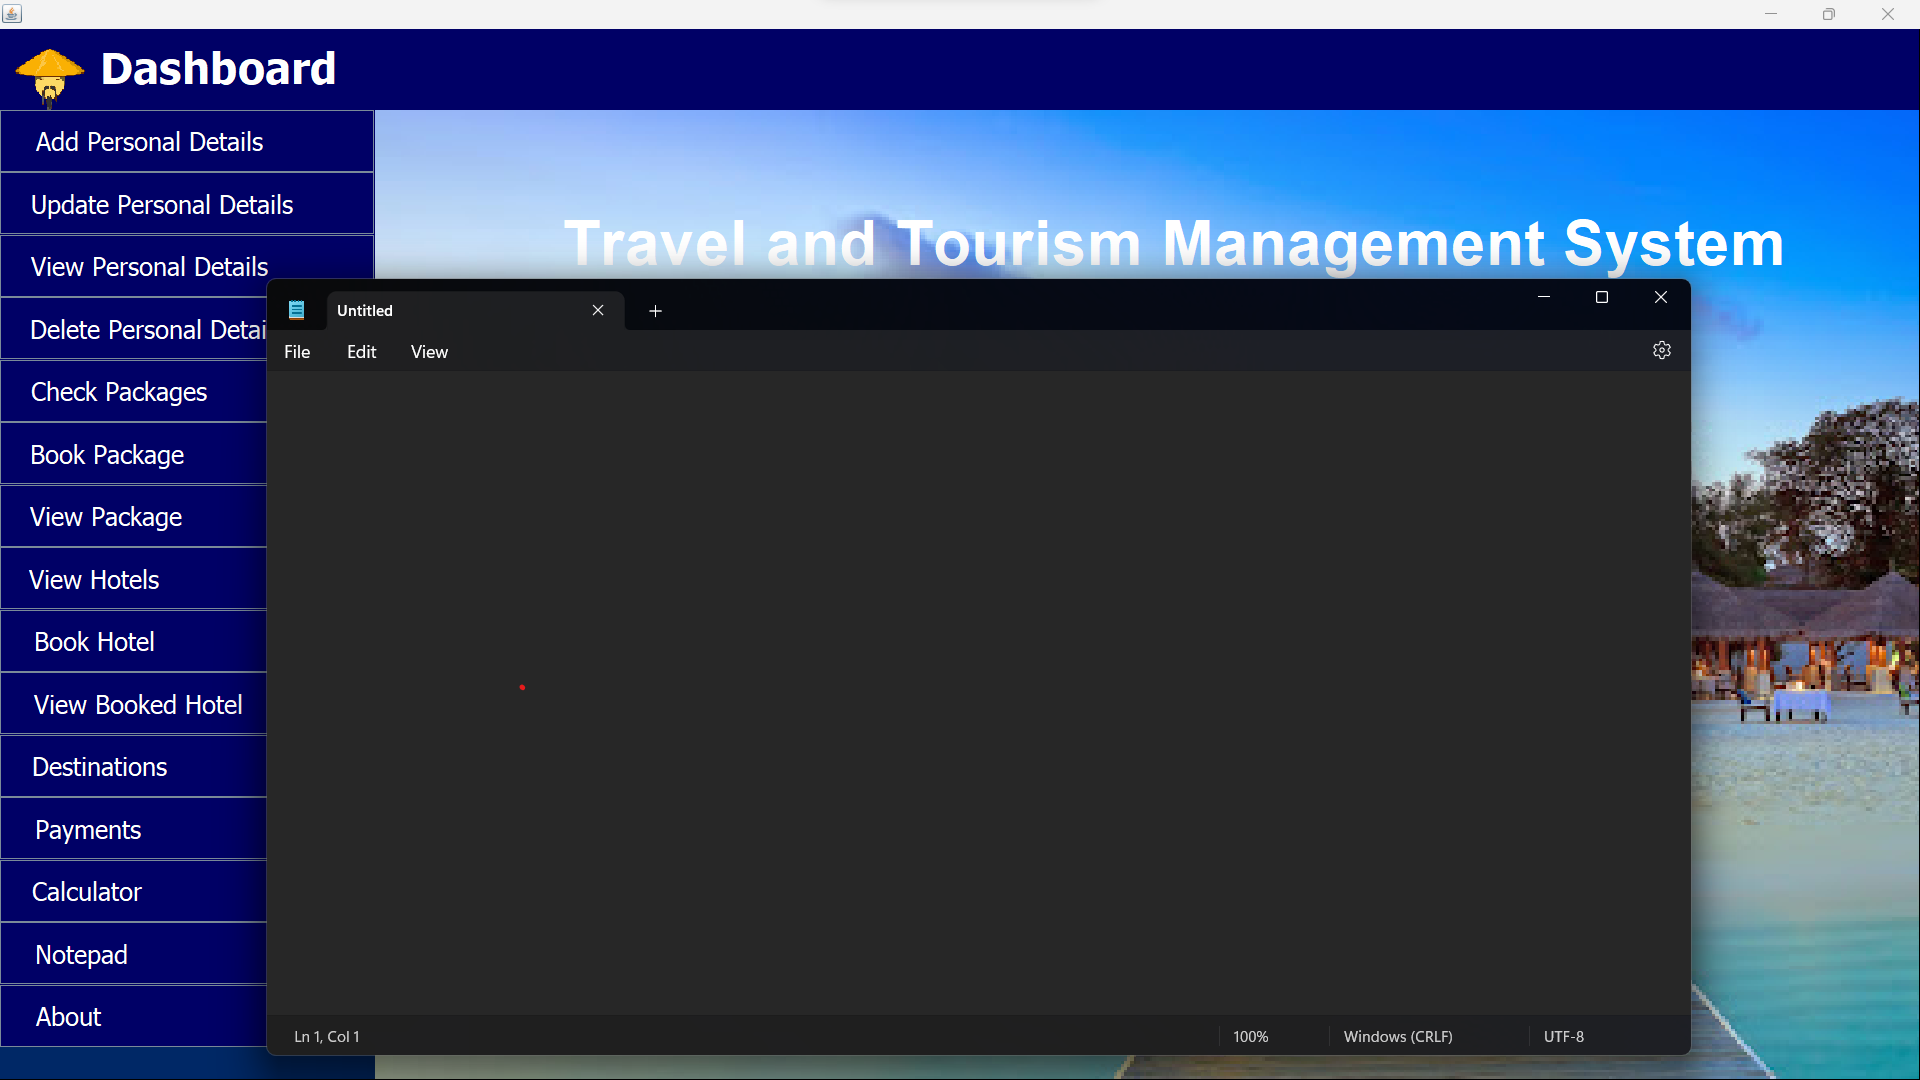 Dashboard
Add Personal Details
Update Personal Details
View Personal Details
Delete Personal Detai
Check Packages
Book Package
View Package
View Hotels
Book Hotel
View Booked Hotel
Destinations
Payments
Calculator
Notepad
About
Travel and Tourism Management System
Untitled
File Edit View
Ln 1, Col 1 100% Windows (CRLF) UTF-8